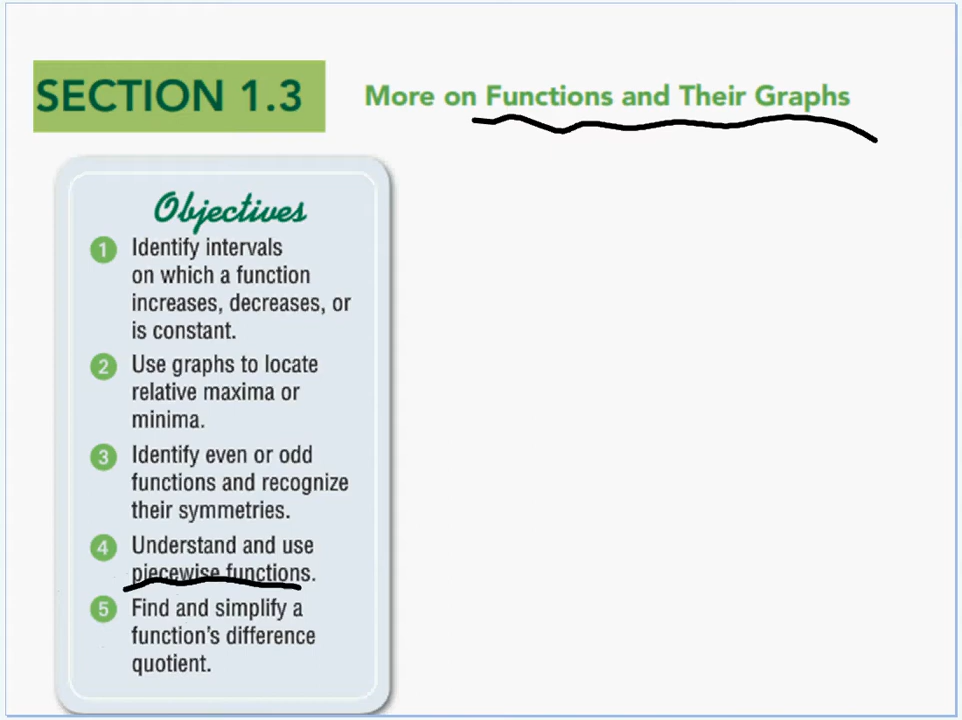 SECTION 1.3
More on Functions and Their Graphs
Objectives
1 Identify intervals
on which a function
increases, decreases, or
is constant.
2 Use graphs to locate
relative maxima or
minima.
3 Identify even or odd
functions and recognize
their symmetries.
4 Understand and use
piecewise functions.
5 Find and simplify a
function's difference
quotient.